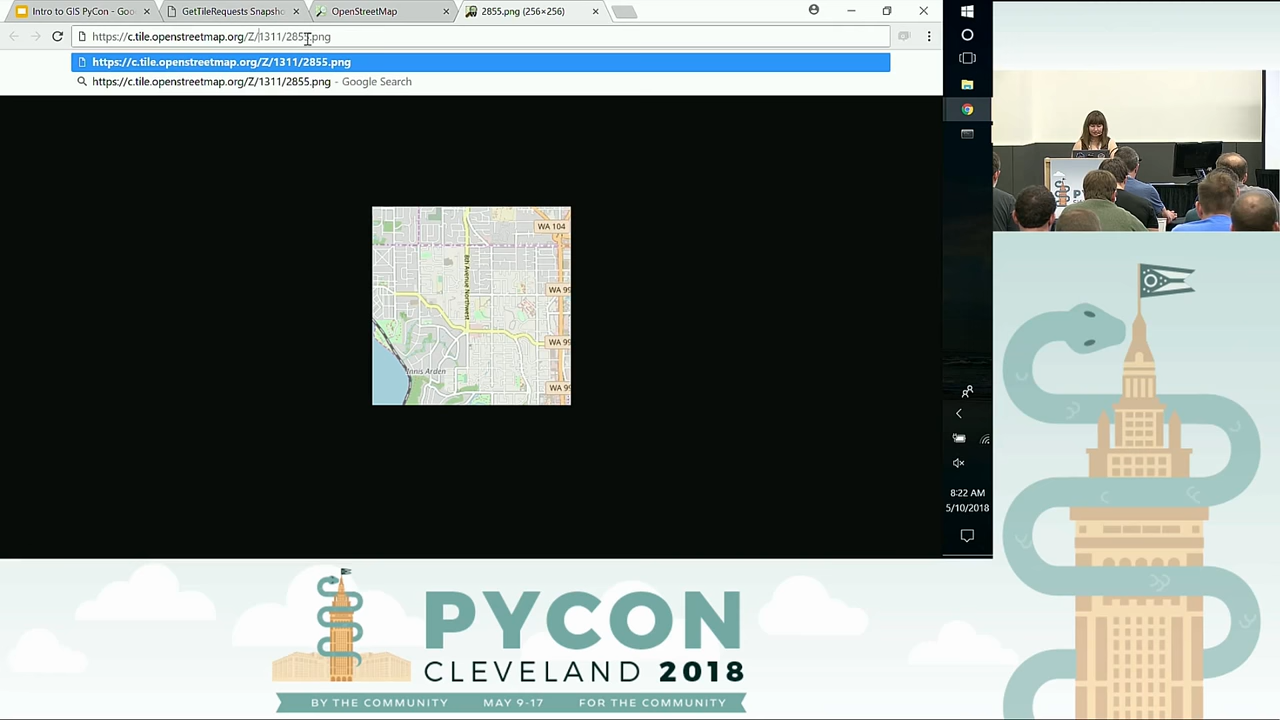 Intro to GIS PyCon - Goo
GetTileRequests Snapsho
OpenStreetMap
2855.png (256×256)
https://c.tile.openstreetmap.org/Z/1311/2855.png
https://c.tile.openstreetmap.org/Z/1311/2855.png
https://c.tile.openstreetmap.org/Z/1311/2855.png - Google Search
WA 104
8th Avenue Northwest
WA 99
WA 99
Innis Arden
WA 99
8:22 AM
5/10/2018
PYCON
CLEVELAND 2018
BY THE COMMUNITY MAY 9-17 FOR THE COMMUNITY